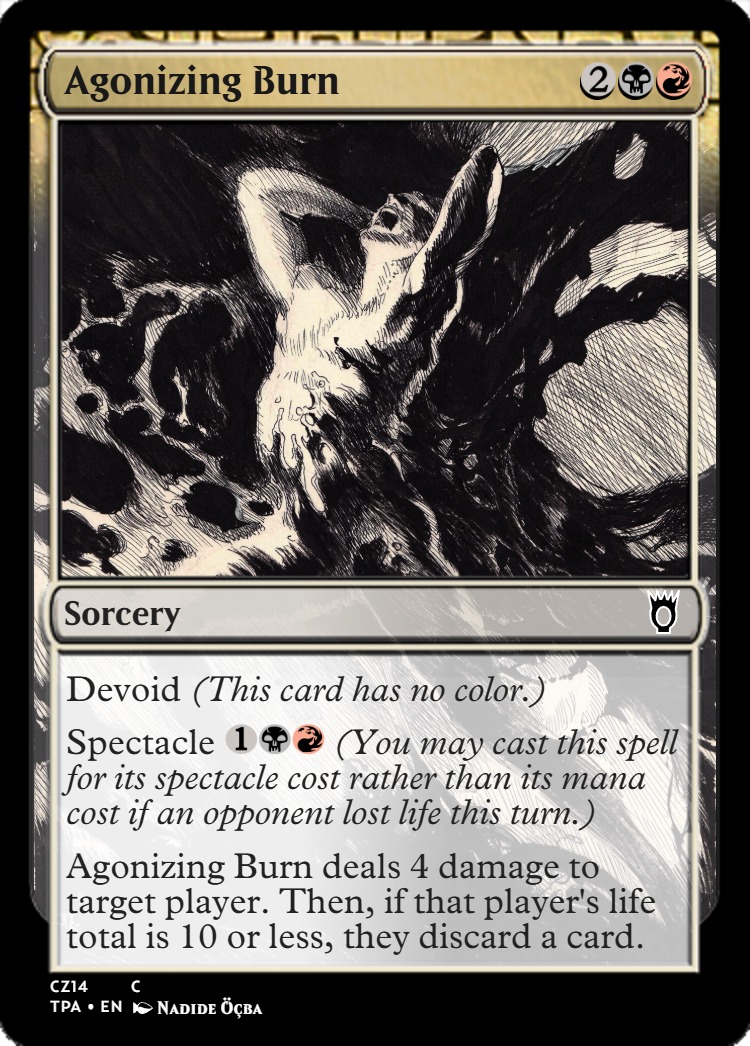 Agonizing Burn 2
Sorcery
Devoid (This card has no color.)
Spectacle 1 (You may cast this spell
for its spectacle cost rather than its mana
cost if an opponent lost life this turn.)
Agonizing Burn deals 4 damage to
target player. Then, if that player's life
total is 10 or less, they discard a card.
CZ14 C
TPA • EN Nadide Öçba